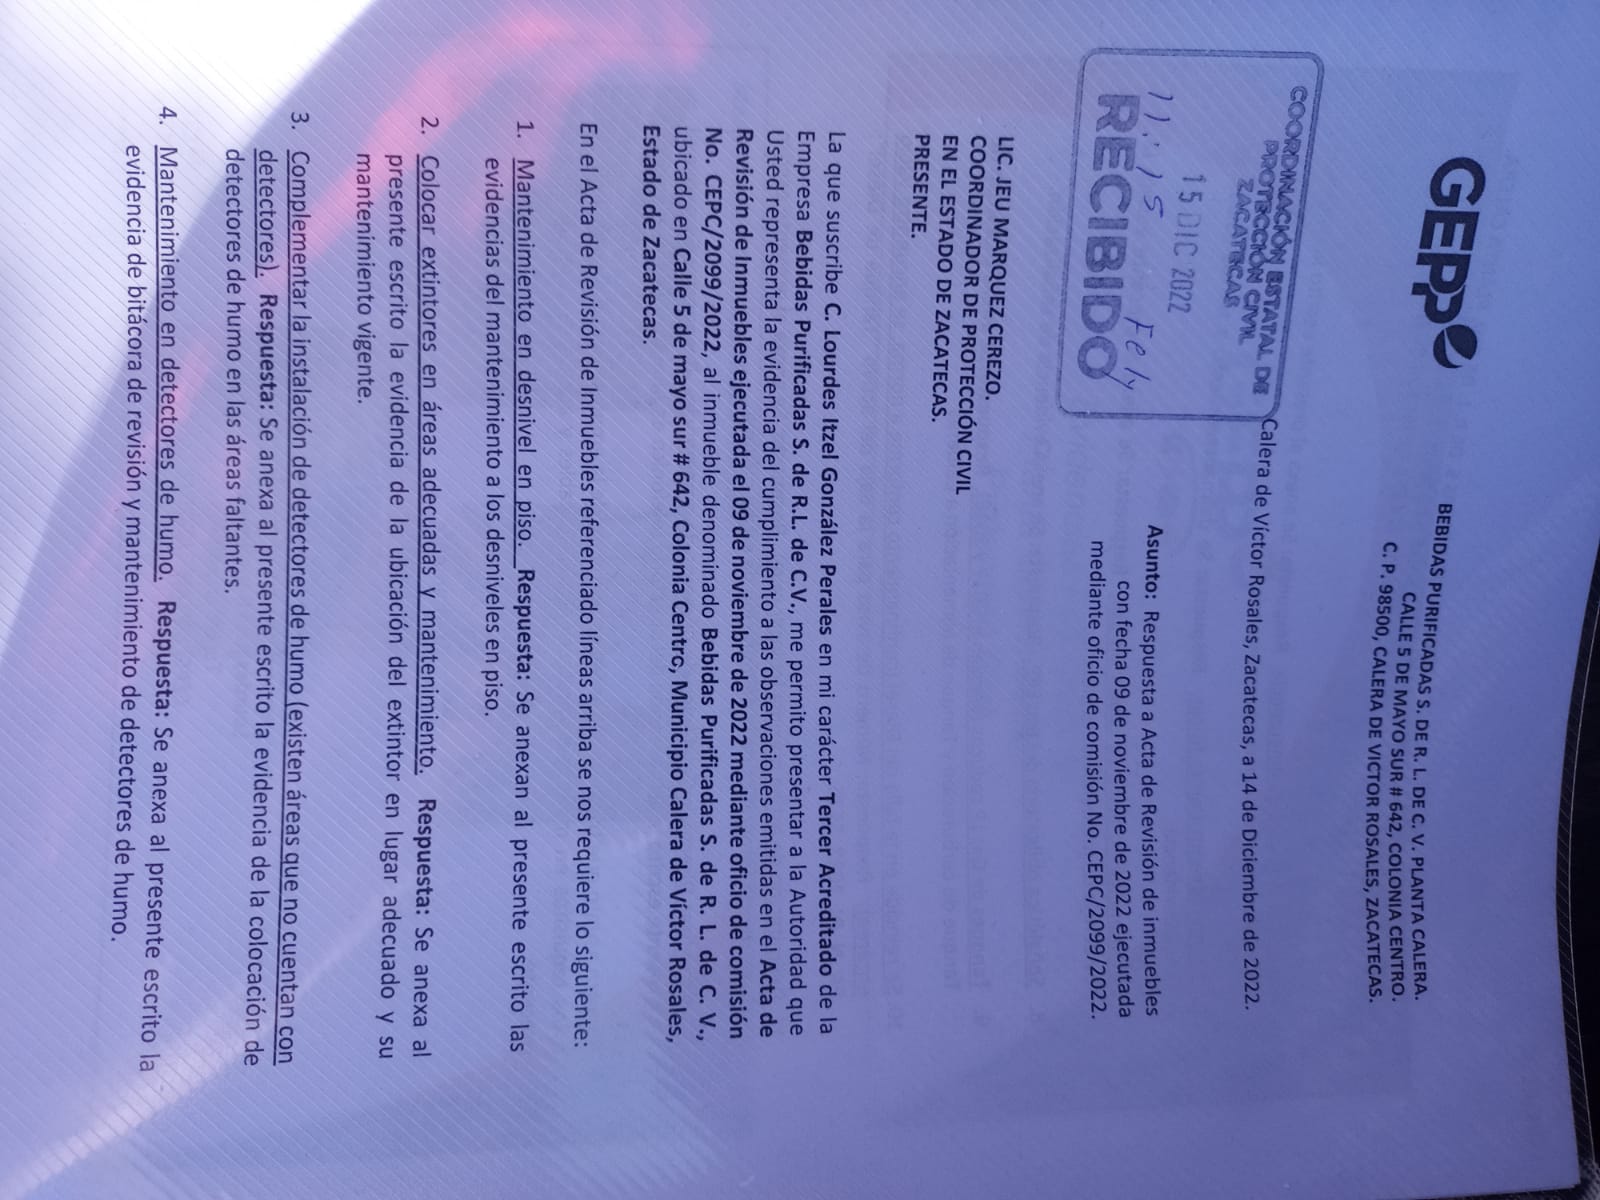 GEPP
BEBIDAS PURIFICADAS S. DE R. L. DE C. V. PLANTA CALERA.
CALLE 5 DE MAYO SUR # 642, COLONIA CENTRO.
C. P. 98500, CALERA DE VICTOR ROSALES, ZACATECAS.
COORDINACIÓN ESTATAL DE
PROTECCIÓN CIVIL
ZACATECAS
15 DIC 2022
11:15 Fely
RECIBIDO
Calera de Víctor Rosales, Zacatecas, a 14 de Diciembre de 2022.
Asunto: Respuesta a Acta de Revisión de inmuebles
con fecha 09 de noviembre de 2022 ejecutada
mediante oficio de comisión No. CEPC/2099/2022.
LIC. JEU MARQUEZ CEREZO.
COORDINADOR DE PROTECCIÓN CIVIL
EN EL ESTADO DE ZACATECAS.
PRESENTE.
La que suscribe C. Lourdes Itzel González Perales en mi carácter Tercer Acreditado de la
Empresa Bebidas Purificadas S. de R.L. de C.V., me permito presentar a la Autoridad que
Usted representa la evidencia del cumplimiento a las observaciones emitidas en el Acta de
Revisión de Inmuebles ejecutada el 09 de noviembre de 2022 mediante oficio de comisión
No. CEPC/2099/2022, al inmueble denominado Bebidas Purificadas S. de R. L. de C. V.,
ubicado en Calle 5 de mayo sur # 642, Colonia Centro, Municipio Calera de Víctor Rosales,
Estado de Zacatecas.
En el Acta de Revisión de Inmuebles referenciado líneas arriba se nos requiere lo siguiente:
1. Mantenimiento en desnivel en piso. Respuesta: Se anexan al presente escrito las
evidencias del mantenimiento a los desniveles en piso.
2. Colocar extintores en áreas adecuadas y mantenimiento. Respuesta: Se anexa al
presente escrito la evidencia de la ubicación del extintor en lugar adecuado y su
mantenimiento vigente.
3. Complementar la instalación de detectores de humo (existen áreas que no cuentan con
detectores). Respuesta: Se anexa al presente escrito la evidencia de la colocación de
detectores de humo en las áreas faltantes.
4. Mantenimiento en detectores de humo. Respuesta: Se anexa al presente escrito la
evidencia de bitácora de revisión y mantenimiento de detectores de humo.